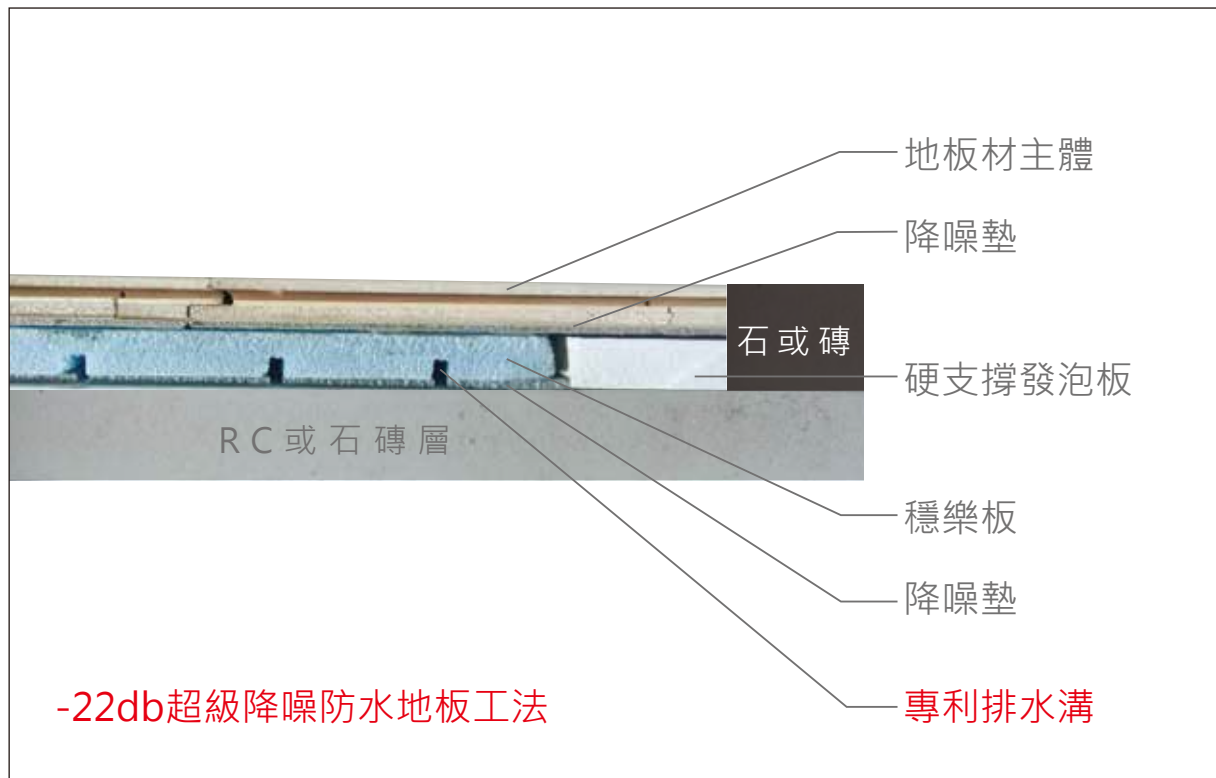 地板材主體
降噪墊
石或磚
硬支撐發泡板
RC或石磚層
穩樂板
降噪墊
-22db超級降噪防水地板工法
專利排水溝